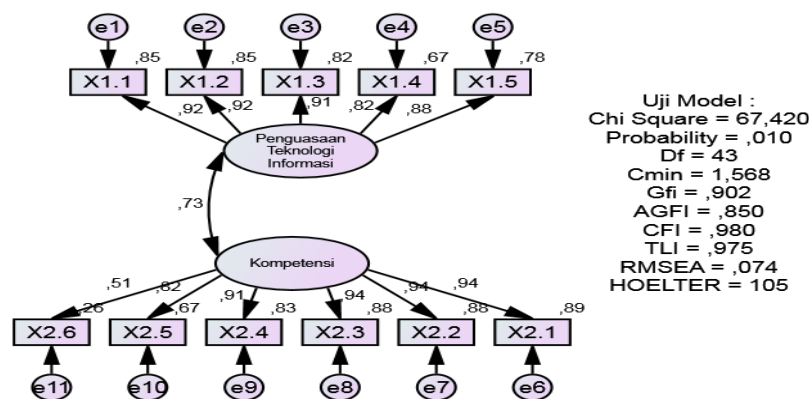 e1 e2 e3 e4 e5
,85 ,85 ,82 ,67 ,78
X1.1 X1.2 X1.3 X1.4 X1.5
,92 ,92 ,91 ,82 ,88
Penguasaan
Teknologi
Informasi
,73
Kompetensi
,51 ,82 ,91 ,94 ,94 ,94
,26 ,67 ,83 ,88 ,88 ,89
X2.6 X2.5 X2.4 X2.3 X2.2 X2.1
e11 e10 e9 e8 e7 e6
Uji Model :
Chi Square = 67,420
Probability = ,010
Df = 43
Cmin = 1,568
Gfi = ,902
AGFI = ,850
CFI = ,980
TLI = ,975
RMSEA = ,074
HOELTER = 105